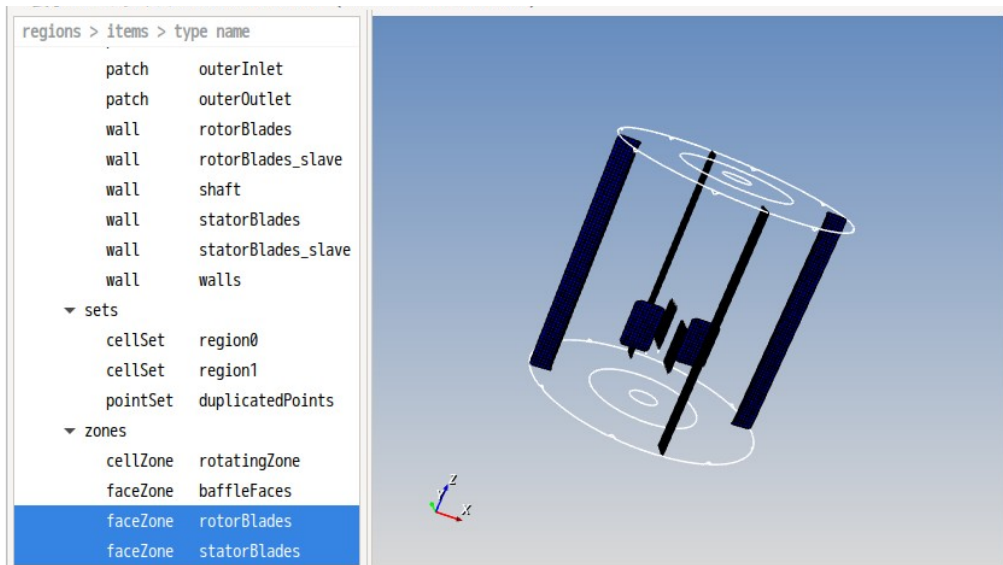 regions > items > type name
patch outerInlet
patch outerOutlet
wall rotorBlades
wall rotorBlades_slave
wall shaft
wall statorBlades
wall statorBlades_slave
wall walls
sets
cellSet region0
cellSet region1
pointSet duplicatedPoints
zones
cellZone rotatingZone
faceZone baffleFaces
faceZone rotorBlades
faceZone statorBlades
Z
Y
X